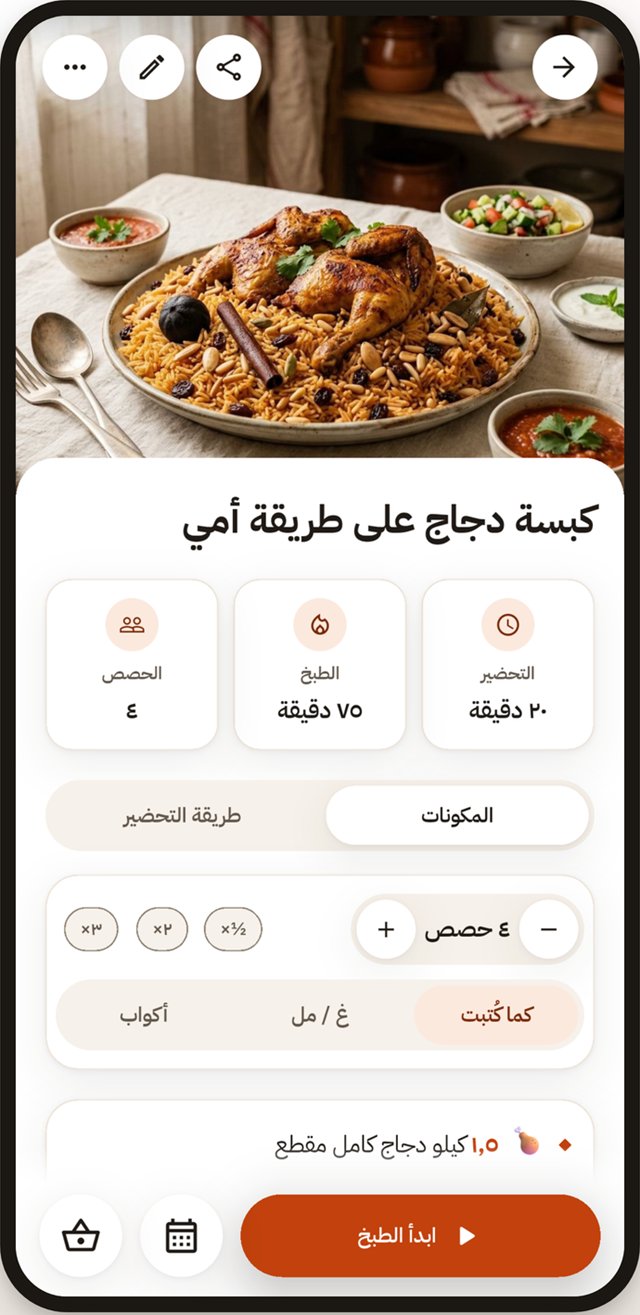 كبسة دجاج على طريقة أمي
التحضير
٢٠ دقيقة
الطبخ
٧٥ دقيقة
الحصص
٤
المكونات
طريقة التحضير
− ٤ حصص +
×½
×٢
×٣
كما كُتبت
غ / مل
أكواب
١,٥ كيلو دجاج كامل مقطع
ابدأ الطبخ